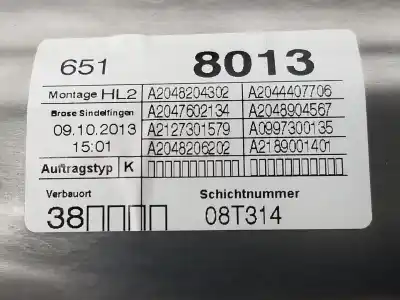 651 8013
Montage HL2 A2048204302 A2044407706
Brose Sindelfingen A2047602134 A2048904567
09.10.2013 A2127301579 A0997300135
15:01 A2048206202 A2189001401
Auftragstyp K ▯▯▯▯▯▯▯▯▯▯▯ ▯▯▯▯▯▯▯▯▯▯▯
Verbauort Schichtnummer
38▯▯▯▯ 08T314